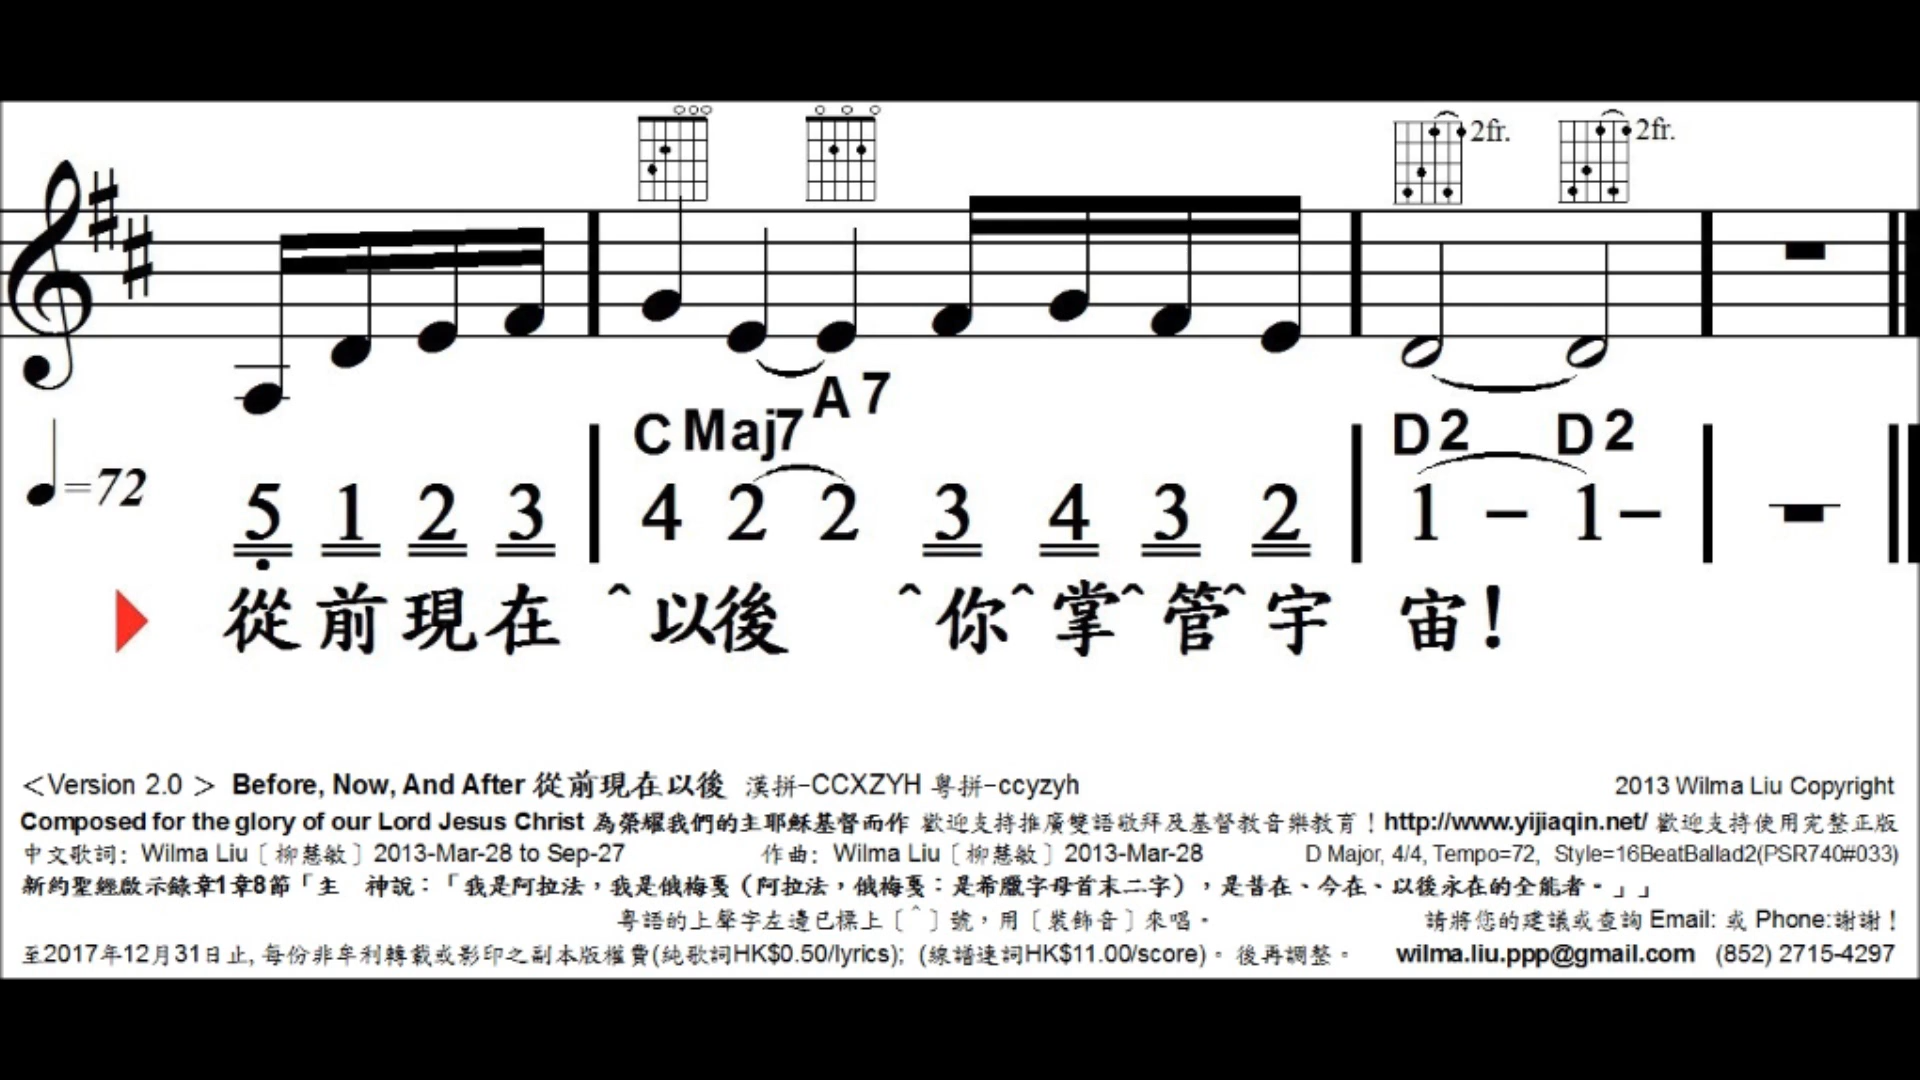 2fr. 2fr.
C Maj7 A7 D2 D2
♩=72 5 1 2 3 | 4 2 2 3 4 3 2 | 1 – 1 – |
從前現在 ^以後 ^你^掌^管^宇 宙!
<Version 2.0 > Before, Now, And After 從前現在以後 漢拼-CCXZYH 粵拼-ccyzyh 2013 Wilma Liu Copyright
Composed for the glory of our Lord Jesus Christ 為榮耀我們的主耶穌基督而作 歡迎支持推廣雙語敬拜及基督教音樂教育!http://www.yijiaqin.net/ 歡迎支持使用完整正版
中文歌詞: Wilma Liu〔柳慧敏〕2013-Mar-28 to Sep-27 作曲: Wilma Liu〔柳慧敏〕2013-Mar-28 D Major, 4/4, Tempo=72, Style=16BeatBallad2(PSR740#033)
新約聖經啟示錄章1章8節「主 神說:「我是阿拉法,我是俄梅戛(阿拉法,俄梅戛:是希臘字母首末二字),是昔在、今在、以後永在的全能者。」」
粵語的上聲字左邊已標上〔^〕號,用〔裝飾音〕來唱。 請將您的建議或查詢 Email: 或 Phone:謝謝!
至2017年12月31日止, 每份非牟利轉載或影印之副本版權費(純歌詞HK$0.50/lyrics); (線譜連詞HK$11.00/score)。後再調整。 wilma.liu.ppp@gmail.com (852) 2715-4297